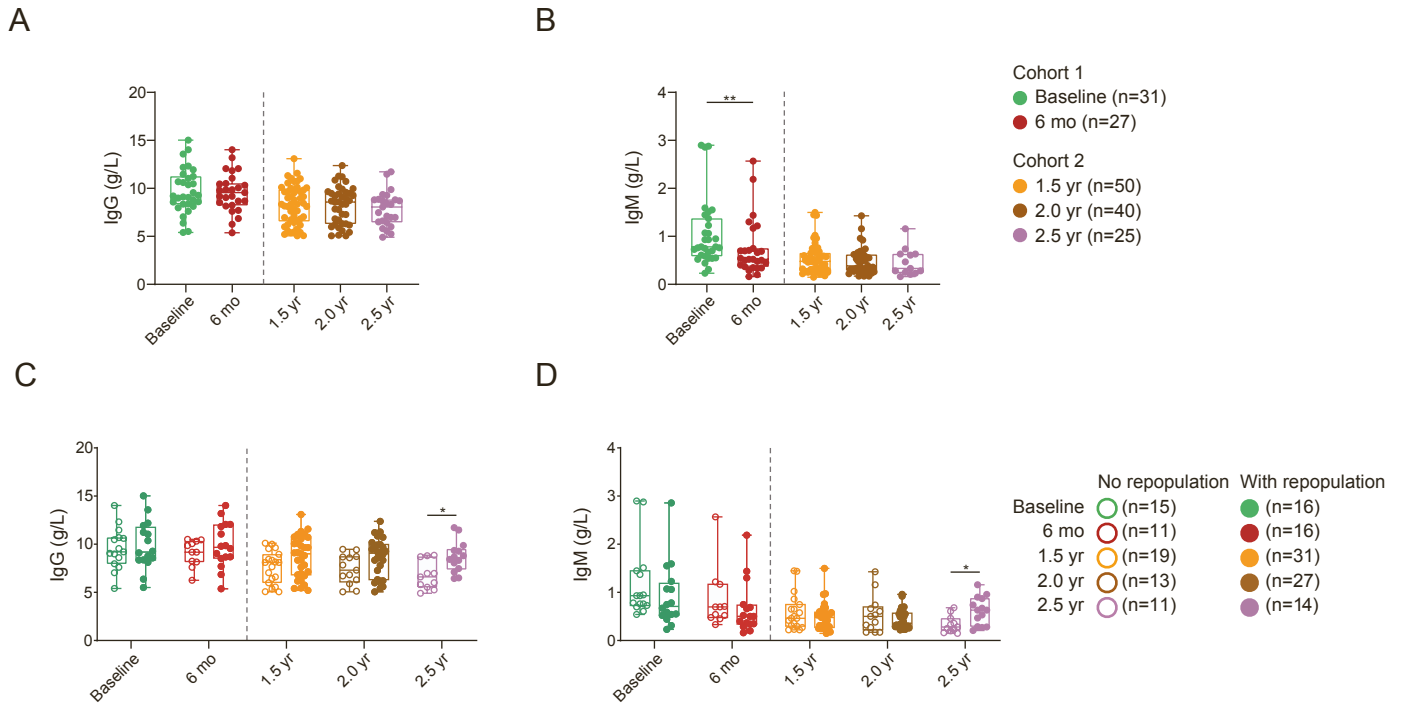 A
B
20
15
10
5
0
IgG (g/L)
Baseline
6 mo
1.5 yr
2.0 yr
2.5 yr
4
3
2
1
0
IgM (g/L)
**
Baseline
6 mo
1.5 yr
2.0 yr
2.5 yr
Cohort 1
Baseline (n=31)
6 mo (n=27)
Cohort 2
1.5 yr (n=50)
2.0 yr (n=40)
2.5 yr (n=25)
C
D
20
15
10
5
0
IgG (g/L)
*
Baseline
6 mo
1.5 yr
2.0 yr
2.5 yr
4
3
2
1
0
IgM (g/L)
*
Baseline
6 mo
1.5 yr
2.0 yr
2.5 yr
No repopulation With repopulation
Baseline (n=15) (n=16)
6 mo (n=11) (n=16)
1.5 yr (n=19) (n=31)
2.0 yr (n=13) (n=27)
2.5 yr (n=11) (n=14)